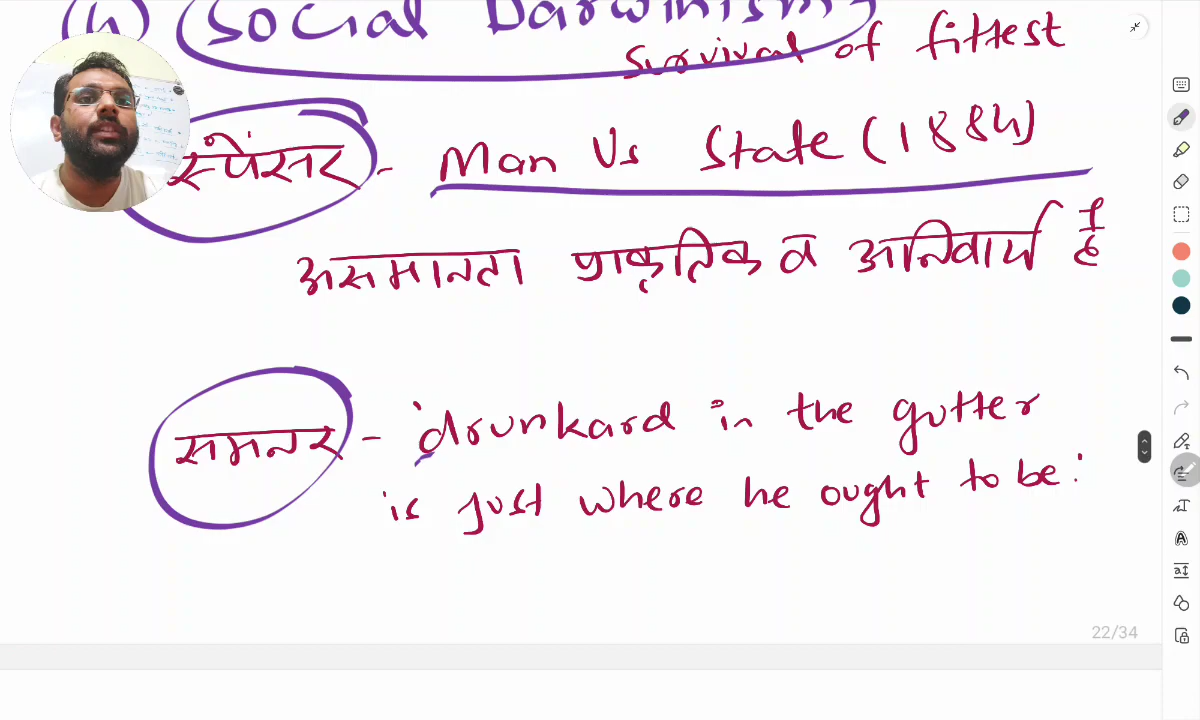 (h) Social Darwinism
Survival of fittest
स्पेंसर - Man Vs State (1884)
असमानता प्राकृतिक व अनिवार्य है
समनर - 'drunkard in the gutter
is just where he ought to be'
22/34